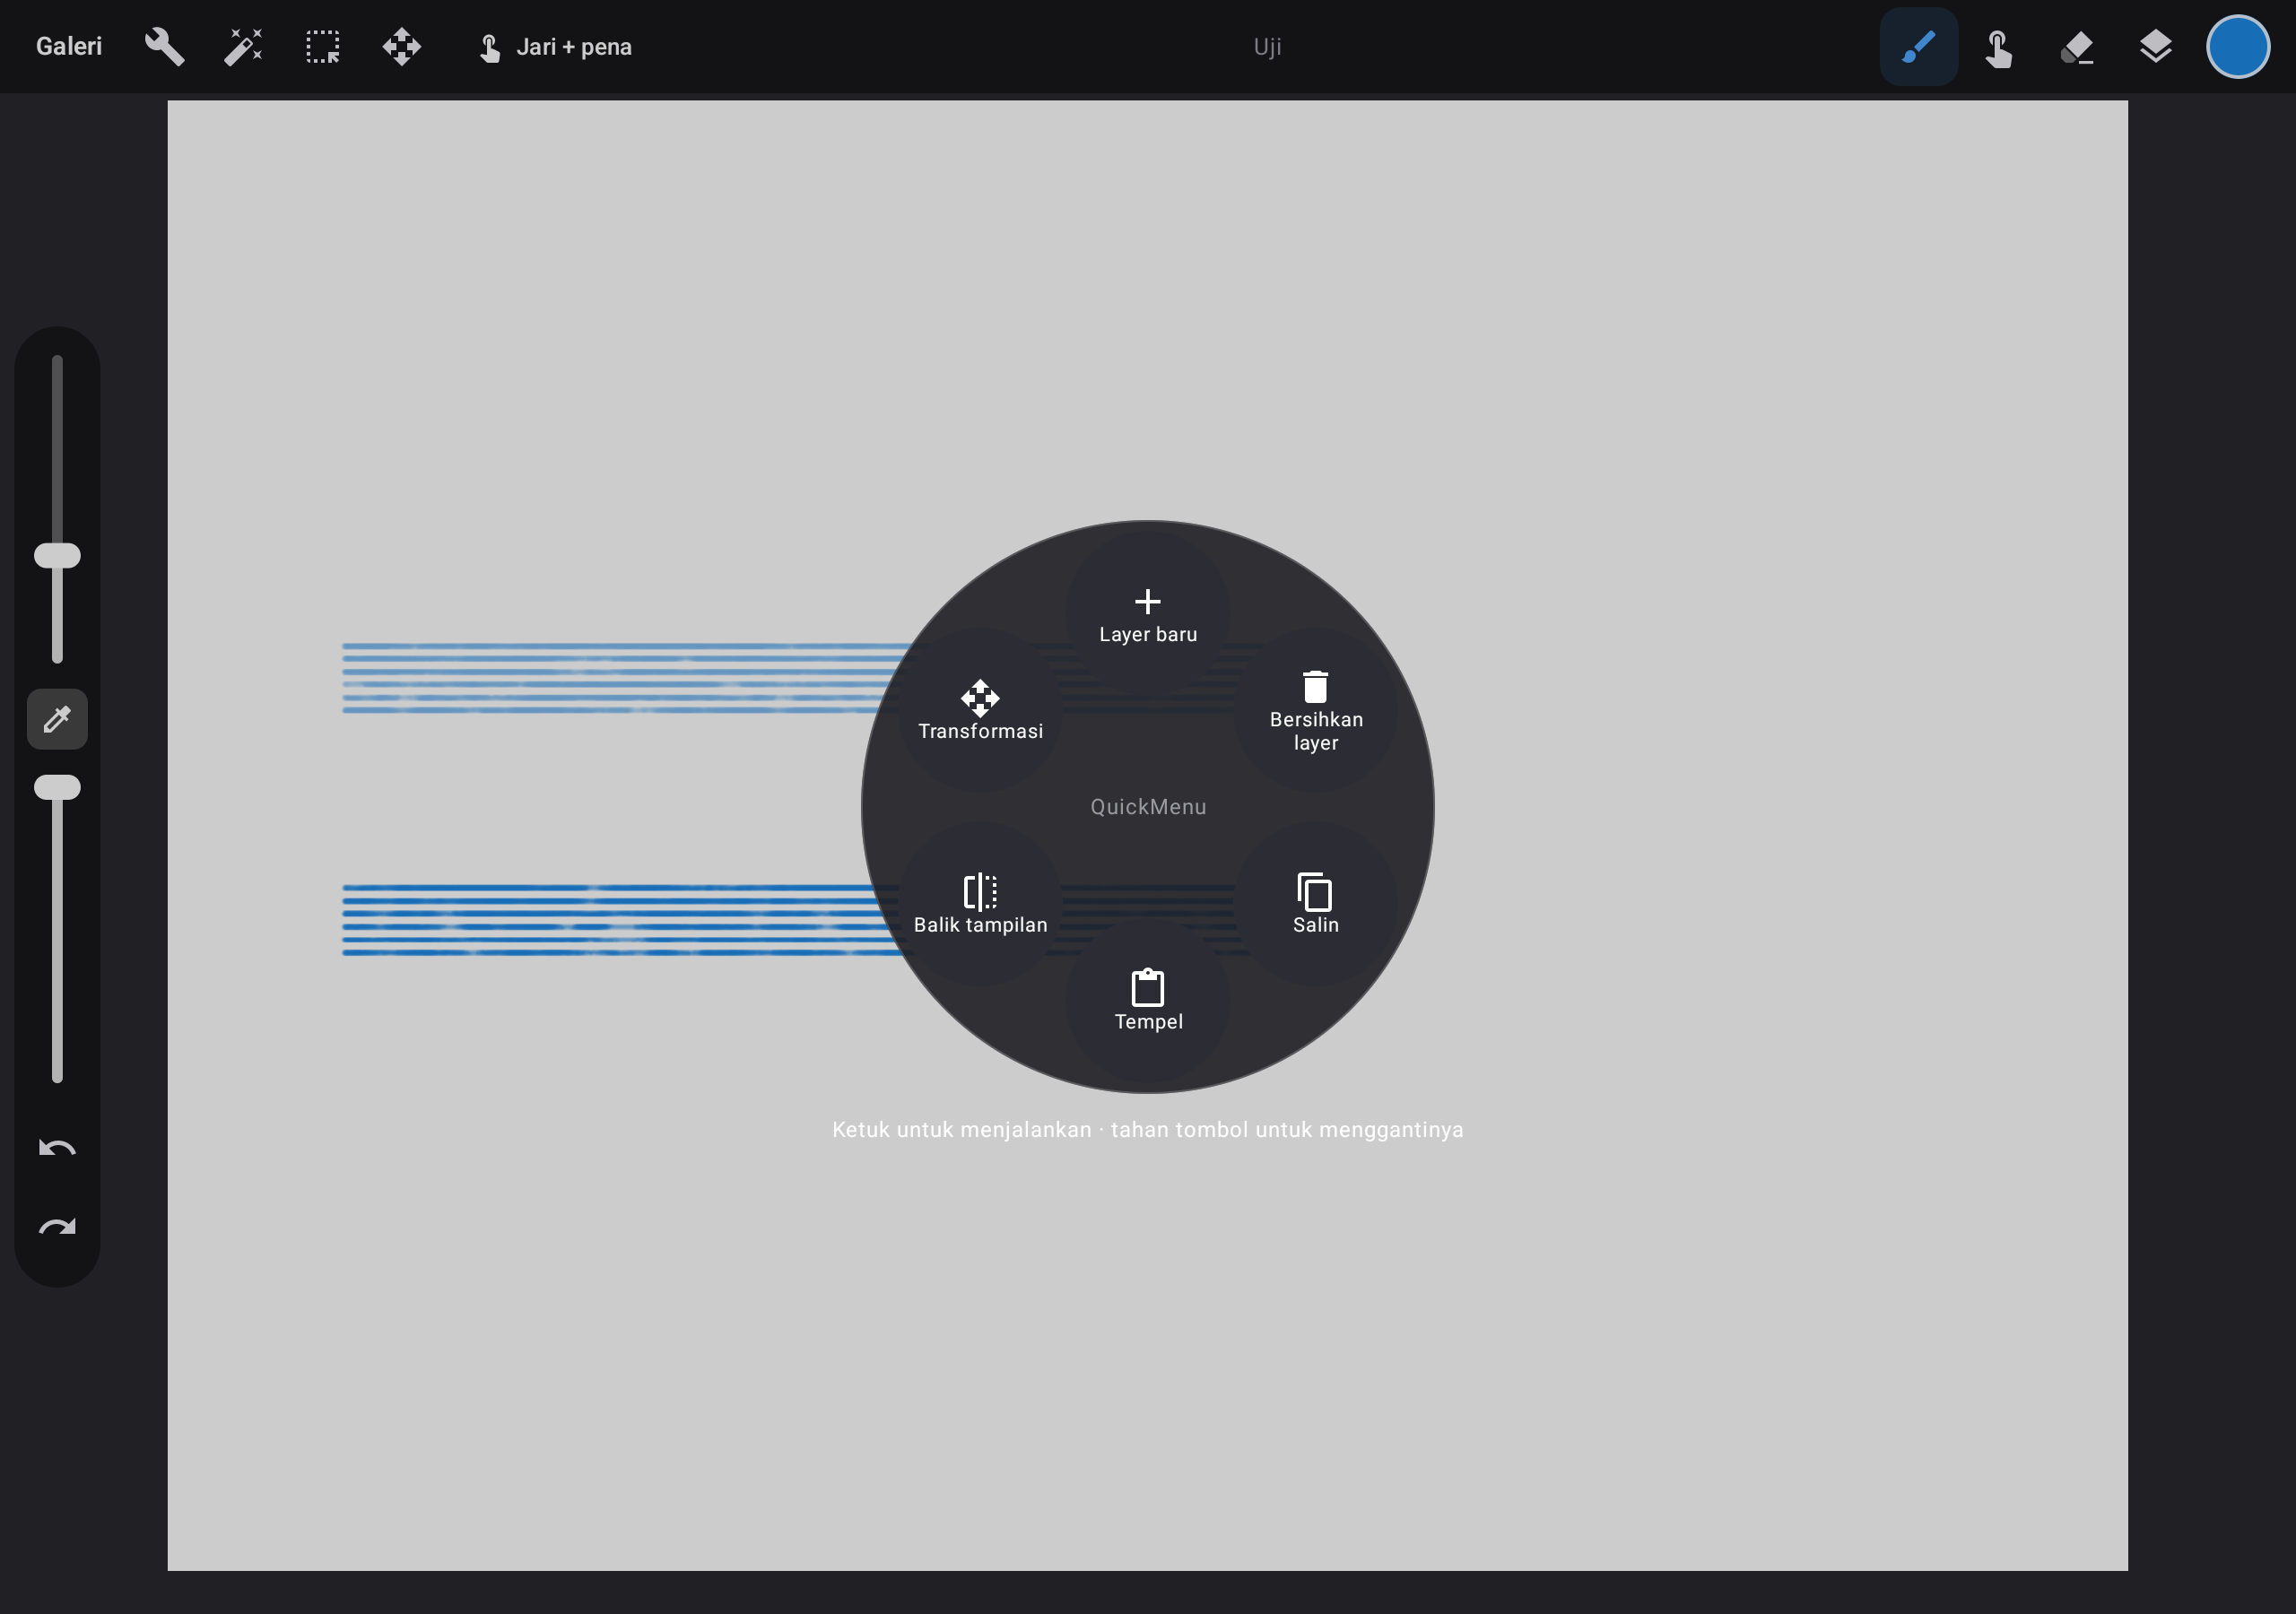 Galeri
Jari + pena
Uji
Layer baru
Transformasi
Bersihkan
layer
QuickMenu
Balik tampilan
Salin
Tempel
Ketuk untuk menjalankan · tahan tombol untuk menggantinya